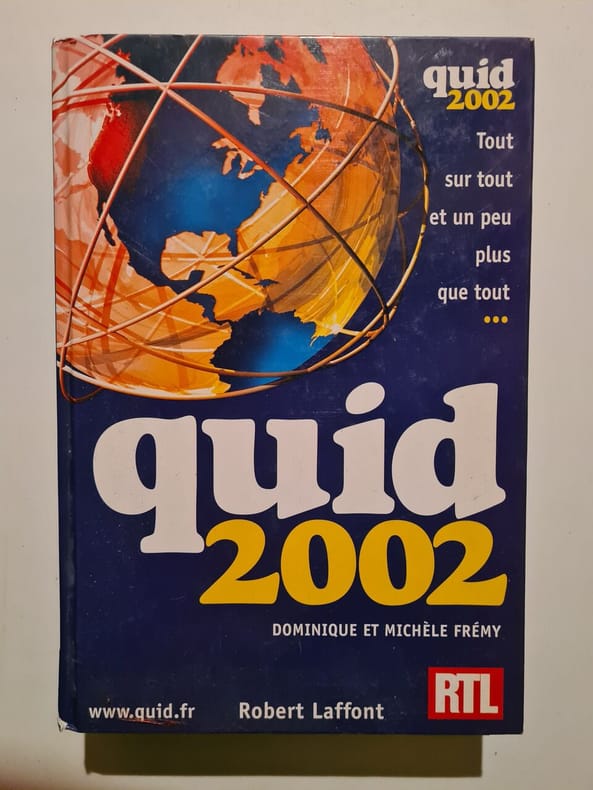 quid
2002
Tout
sur tout
et un peu
plus
que tout
...
quid
2002
DOMINIQUE ET MICHÈLE FRÉMY
www.quid.fr
Robert Laffont
RTL